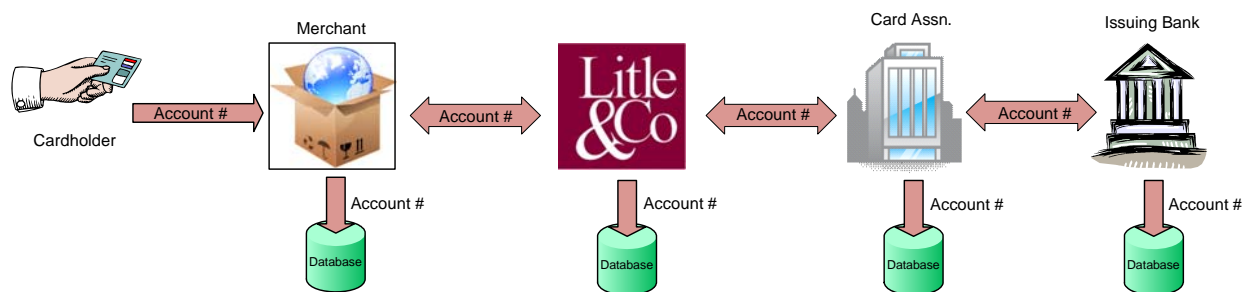 Merchant
Card Assn.
Issuing Bank
Cardholder
Account #
Account #
Litle
&Co
Account #
Account #
Account #
Account #
Account #
Account #
Database
Database
Database
Database